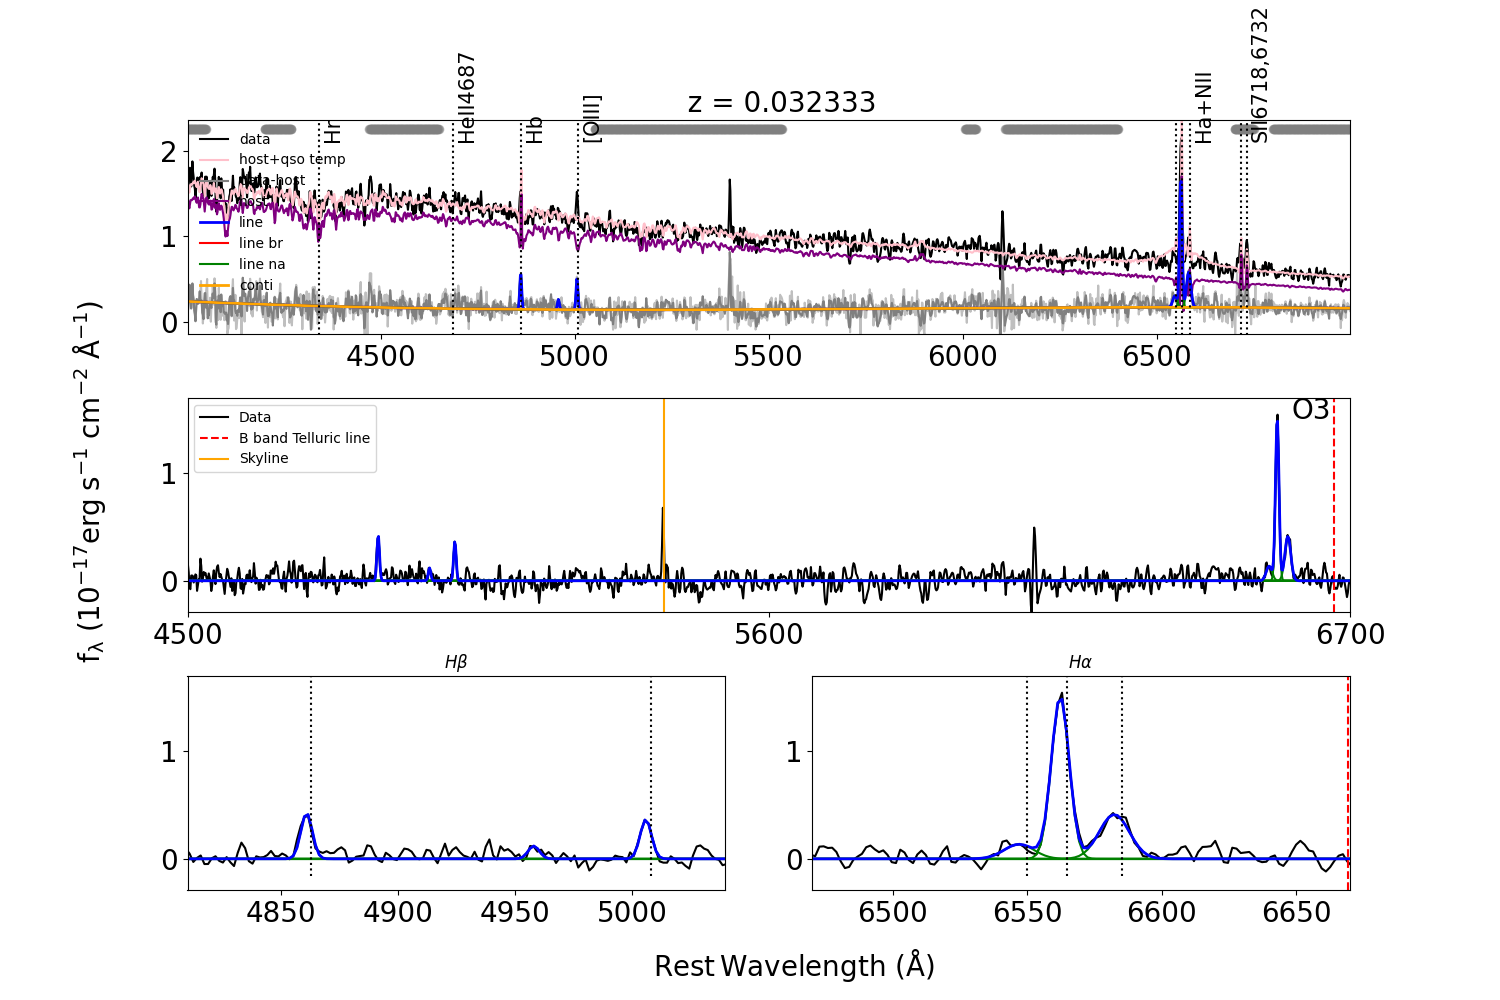 z = 0.032333
Hr
HeII4687
Hb
[OIII]
Ha+NII
SII6718,6732
data
host+qso temp
data-host
host
line
line br
line na
conti
2
1
0
4500
5000
5500
6000
6500
f_λ (10^−17 erg s^−1 cm^−2 Å^−1)
Data
B band Telluric line
Skyline
O3
1
0
4500
5600
6700
Hβ
1
0
4850
4900
4950
5000
Hα
1
0
6500
6550
6600
6650
Rest Wavelength (Å)